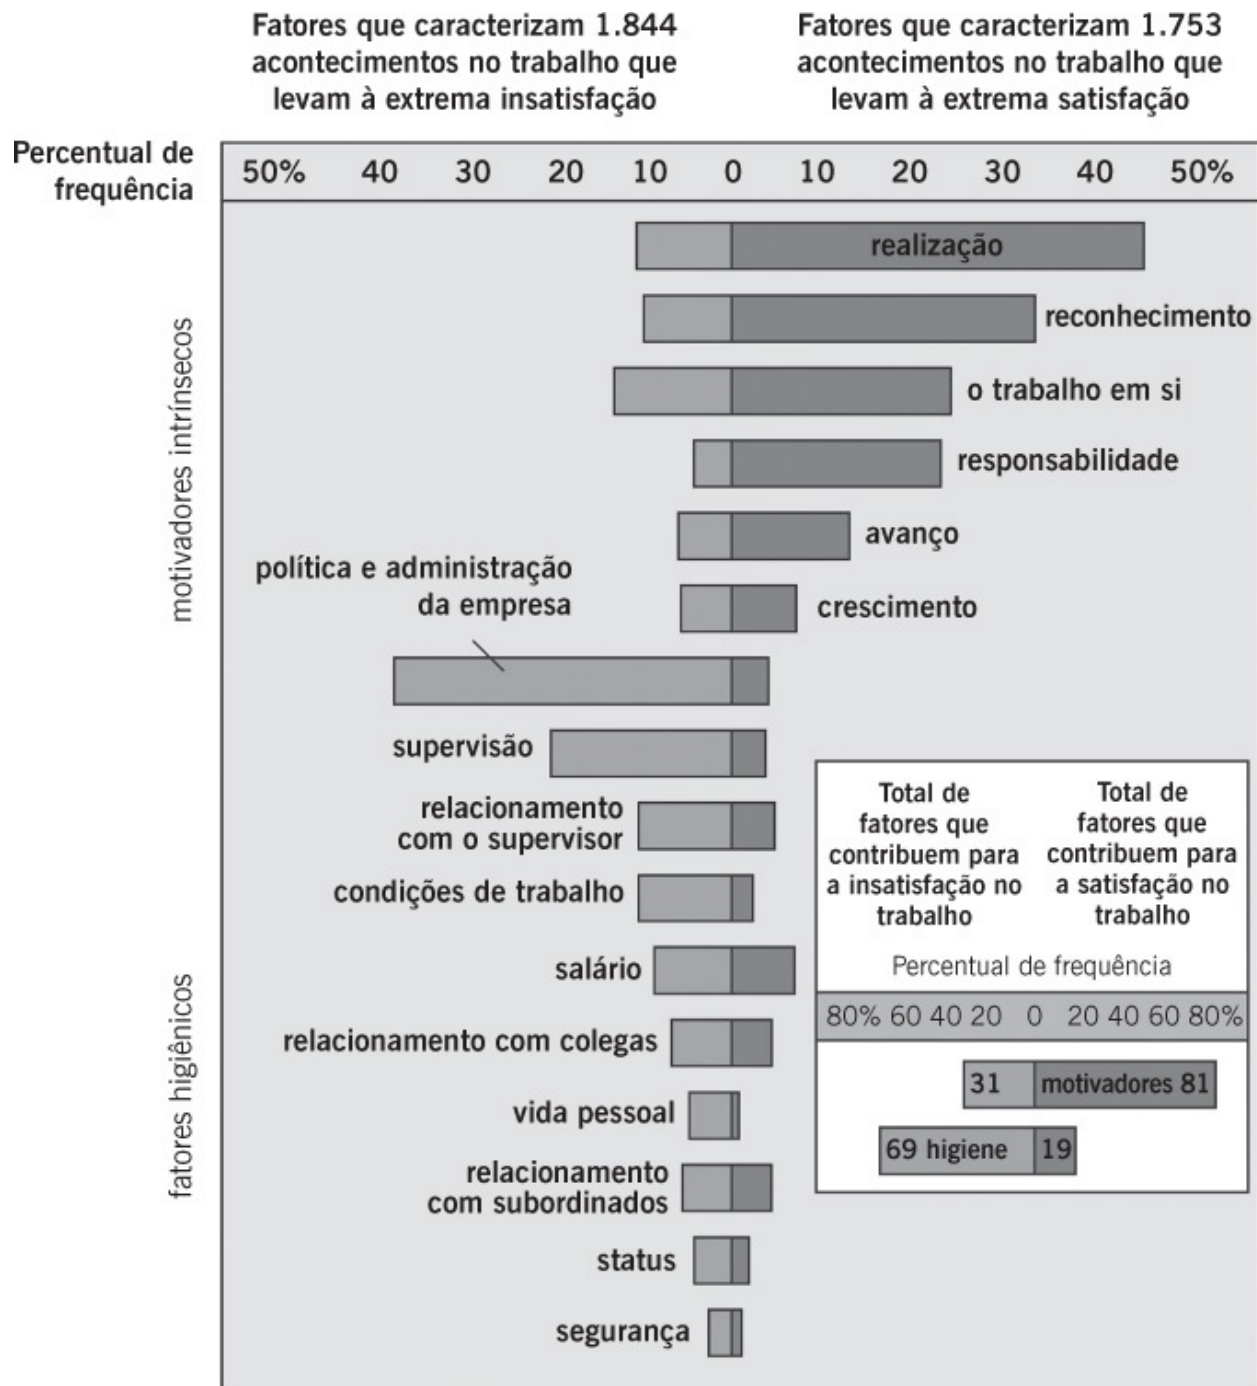 Fatores que caracterizam 1.844
acontecimentos no trabalho que
levam à extrema insatisfação
Fatores que caracterizam 1.753
acontecimentos no trabalho que
levam à extrema satisfação
Percentual de
frequência
50% 40 30 20 10 0 10 20 30 40 50%
motivadores intrínsecos
realização
reconhecimento
o trabalho em si
responsabilidade
avanço
crescimento
política e administração
da empresa
fatores higiênicos
supervisão
relacionamento
com o supervisor
condições de trabalho
salário
relacionamento com colegas
vida pessoal
relacionamento
com subordinados
status
segurança
Total de
fatores que
contribuem para
a insatisfação no
trabalho
Total de
fatores que
contribuem para
a satisfação no
trabalho
Percentual de frequência
80% 60 40 20 0 20 40 60 80%
31 motivadores 81
69 higiene 19